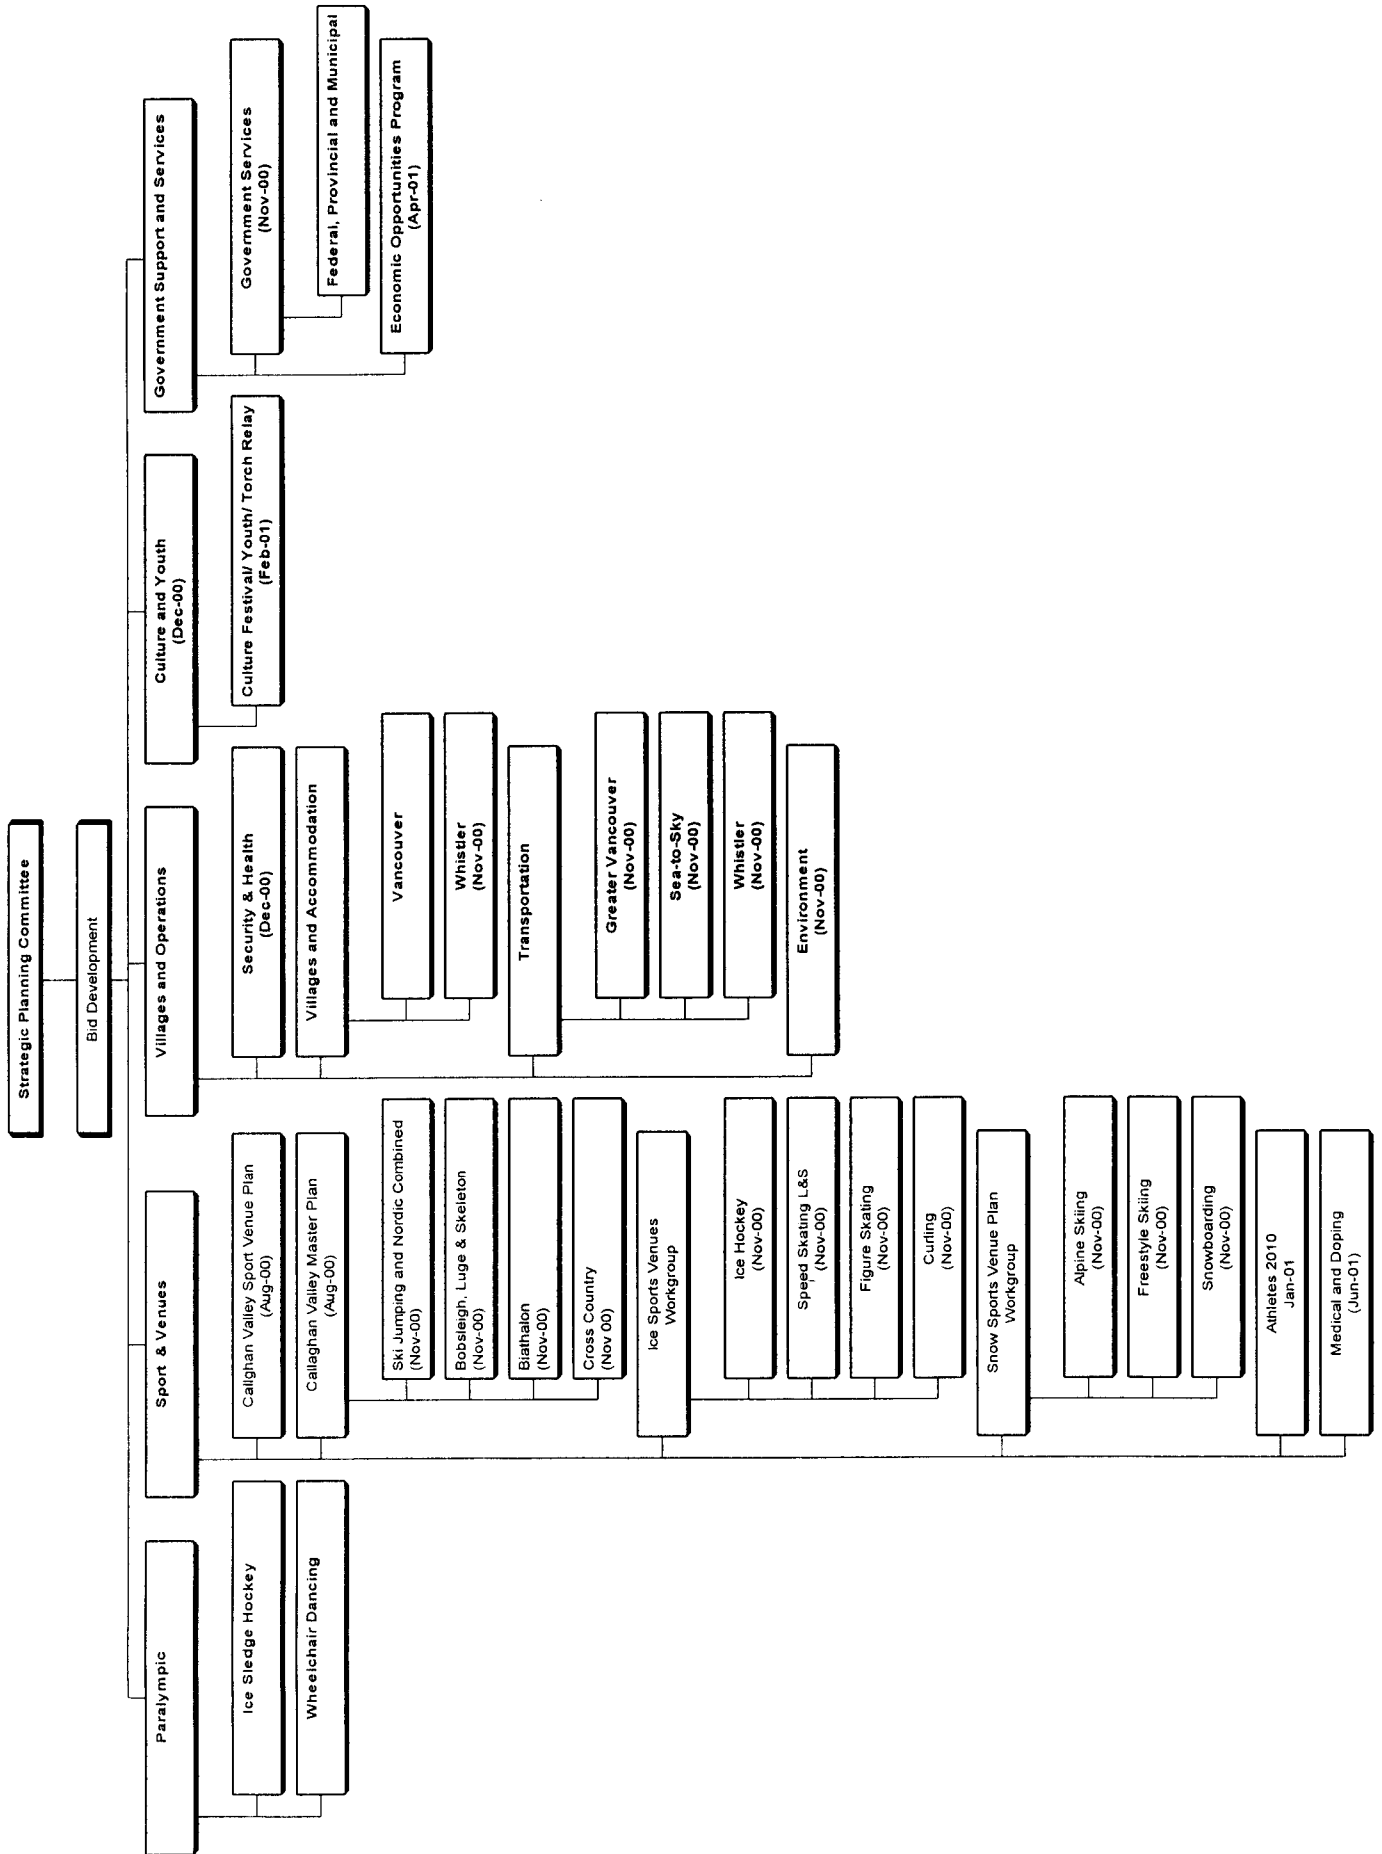 Strategic Planning Committee
Bid Development
Paralympic
Ice Sledge Hockey
Wheelchair Dancing
Sport & Venues
Callghan Valley Sport Venue Plan
(Aug-00)
Callaghan Valley Master Plan
(Aug-00)
Ski Jumping and Nordic Combined
(Nov-00)
Bobsleigh, Luge & Skeleton
(Nov-00)
Biathalon
(Nov-00)
Cross Country
(Nov 00)
Ice Sports Venues
Workgroup
Ice Hockey
(Nov-00)
Speed Skating L&S
(Nov-00)
Figure Skating
(Nov-00)
Curling
(Nov-00)
Snow Sports Venue Plan
Workgroup
Alpine Skiing
(Nov-00)
Freestyle Skiing
(Nov-00)
Snowboarding
(Nov-00)
Athletes 2010
Jan-01
Medical and Doping
(Jun-01)
Villages and Operations
Security & Health
(Dec-00)
Villages and Accommodation
Vancouver
Whistler
(Nov-00)
Transportation
Greater Vancouver
(Nov-00)
Sea-to-Sky
(Nov-00)
Whistler
(Nov-00)
Environment
(Nov-00)
Culture and Youth
(Dec-00)
Culture Festival/ Youth/ Torch Relay
(Feb-01)
Government Support and Services
Government Services
(Nov-00)
Federal, Provincial and Municipal
Economic Opportunities Program
(Apr-01)